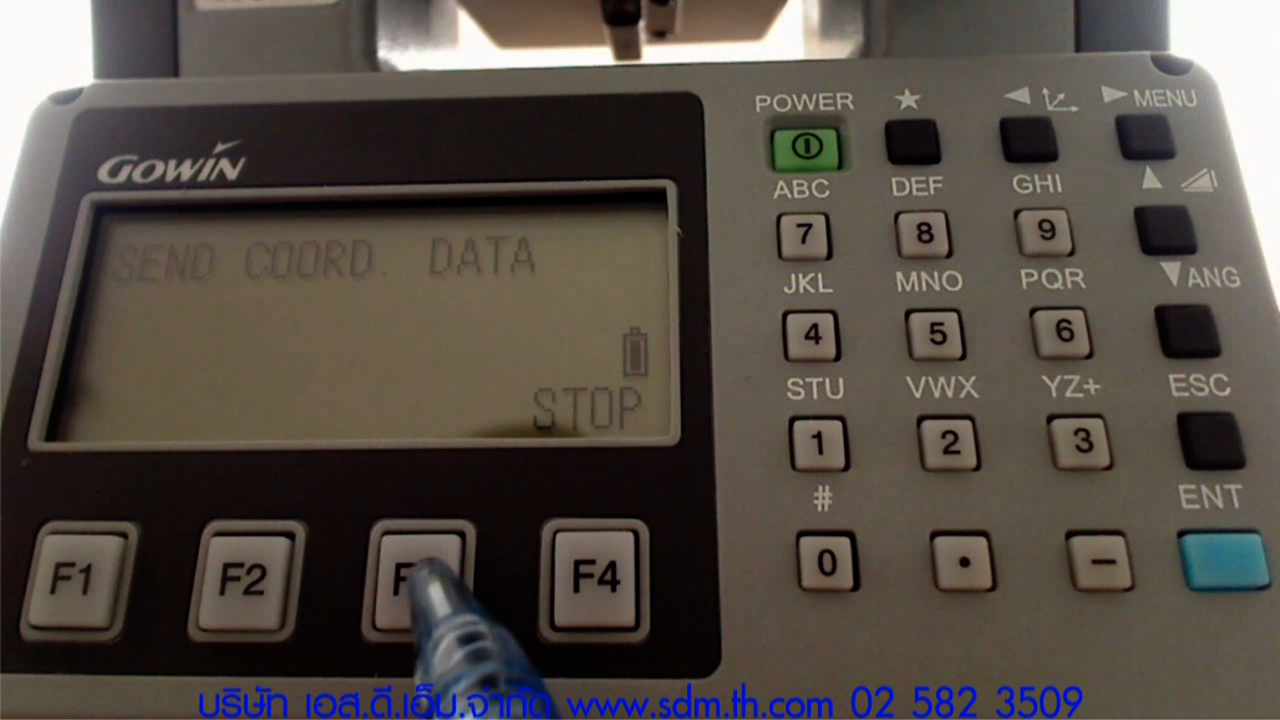 GOWIN
SEND COORD. DATA
STOP
F1 F2 F F4
POWER ★ ◀ ▶ MENU
ABC DEF GHI ▲
7 8 9
JKL MNO PQR ▼ ANG
4 5 6
STU VWX YZ+ ESC
1 2 3
# ENT
0 • −
บริษัท เอส.ดี.เอ็ม.จำกัด www.sdm.th.com 02 582 3509